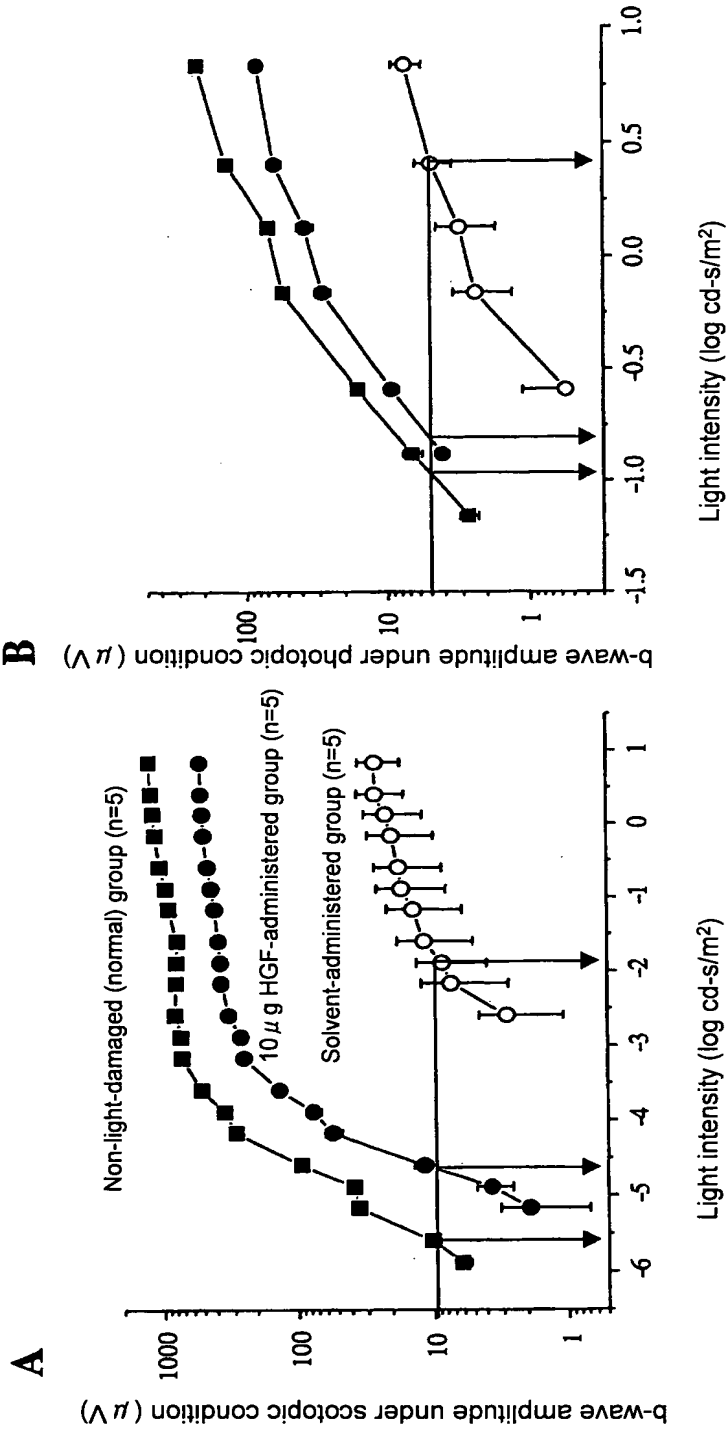 A
b-wave amplitude under scotopic condition ( μ V)
1000
100
10
1
Non-light-damaged (normal) group (n=5)
10 μ g HGF-administered group (n=5)
Solvent-administered group (n=5)
-6 -5 -4 -3 -2 -1 0 1
Light intensity (log cd-s/m²)
B
b-wave amplitude under photopic condition ( μ V)
100
10
1
-1.5 -1.0 -0.5 0.0 0.5 1.0
Light intensity (log cd-s/m²)